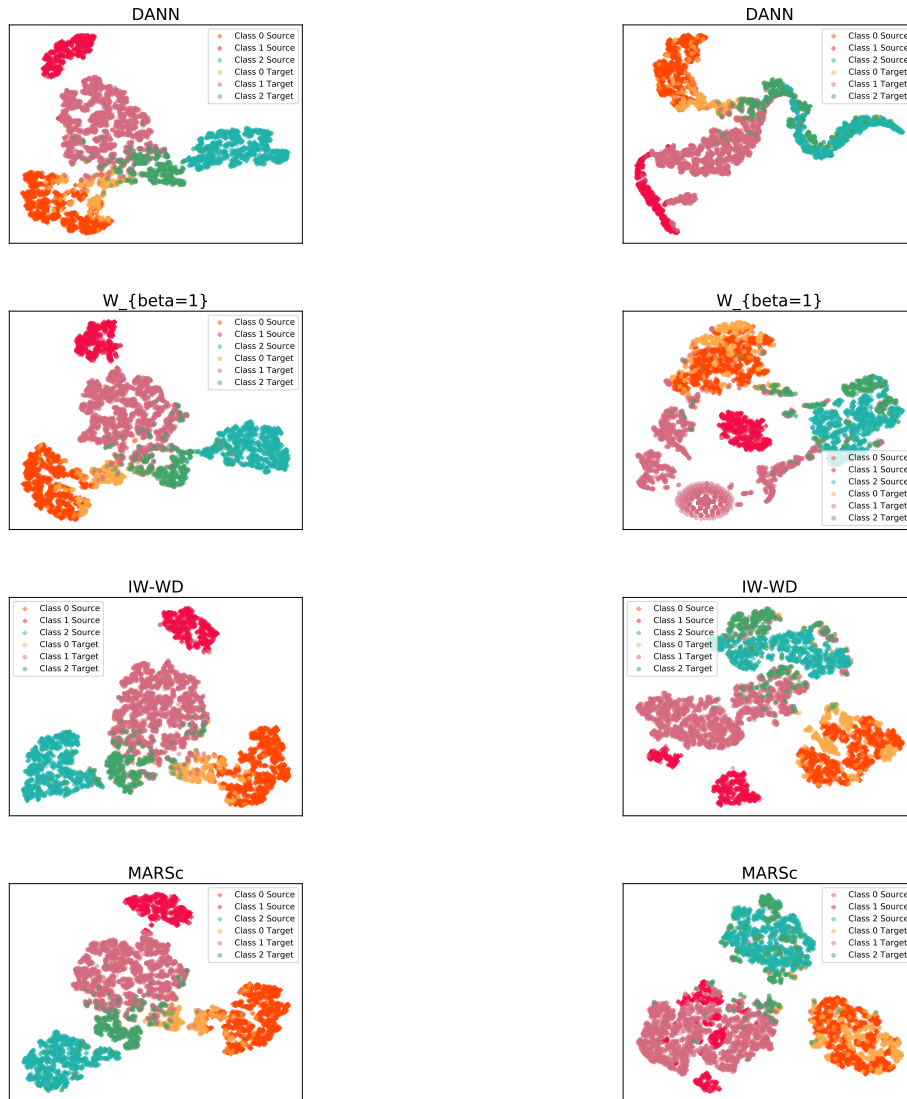 DANN
Class 0 Source
Class 1 Source
Class 2 Source
Class 0 Target
Class 1 Target
Class 2 Target
DANN
Class 0 Source
Class 1 Source
Class 2 Source
Class 0 Target
Class 1 Target
Class 2 Target
W_{beta=1}
Class 0 Source
Class 1 Source
Class 2 Source
Class 0 Target
Class 1 Target
Class 2 Target
W_{beta=1}
Class 0 Source
Class 1 Source
Class 2 Source
Class 0 Target
Class 1 Target
Class 2 Target
IW-WD
Class 0 Source
Class 1 Source
Class 2 Source
Class 0 Target
Class 1 Target
Class 2 Target
IW-WD
Class 0 Source
Class 1 Source
Class 2 Source
Class 0 Target
Class 1 Target
Class 2 Target
MARSc
Class 0 Source
Class 1 Source
Class 2 Source
Class 0 Target
Class 1 Target
Class 2 Target
MARSc
Class 0 Source
Class 1 Source
Class 2 Source
Class 0 Target
Class 1 Target
Class 2 Target